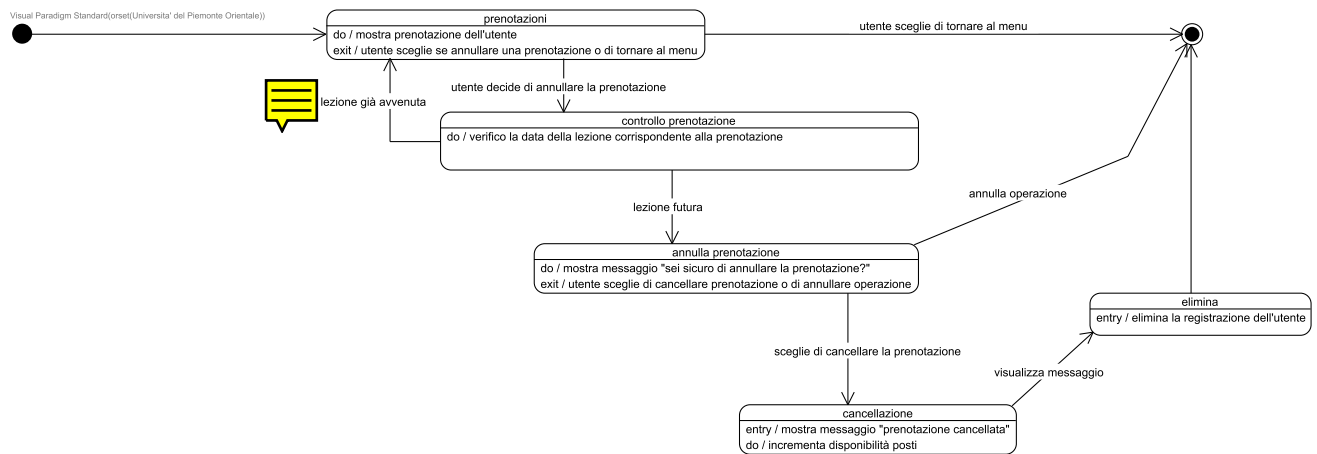 Visual Paradigm Standard(orset(Universita' del Piemonte Orientale))
prenotazioni
do / mostra prenotazione dell'utente
exit / utente sceglie se annullare una prenotazione o di tornare al menu
utente sceglie di tornare al menu
utente decide di annullare la prenotazione
lezione già avvenuta
controllo prenotazione
do / verifico la data della lezione corrispondente alla prenotazione
annulla operazione
lezione futura
annulla prenotazione
do / mostra messaggio "sei sicuro di annullare la prenotazione?"
exit / utente sceglie di cancellare prenotazione o di annullare operazione
elimina
entry / elimina la registrazione dell'utente
sceglie di cancellare la prenotazione
visualizza messaggio
cancellazione
entry / mostra messaggio "prenotazione cancellata"
do / incrementa disponibilità posti